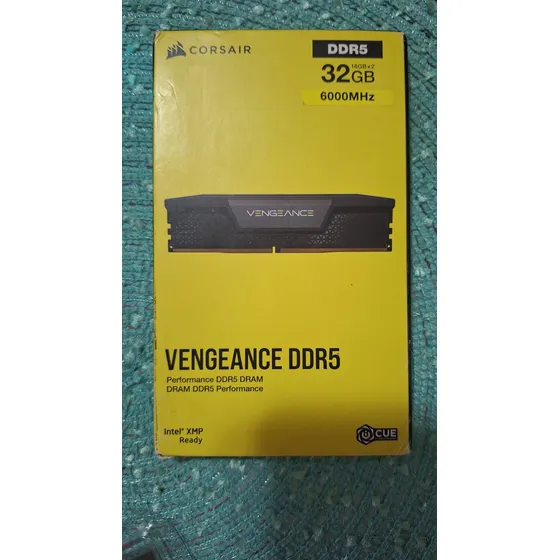 CORSAIR
DDR5
16GB x 2
32GB
6000MHz
VENGEANCE
VENGEANCE DDR5
Performance DDR5 DRAM
DRAM DDR5 Performance
Intel® XMP
Ready
iCUE